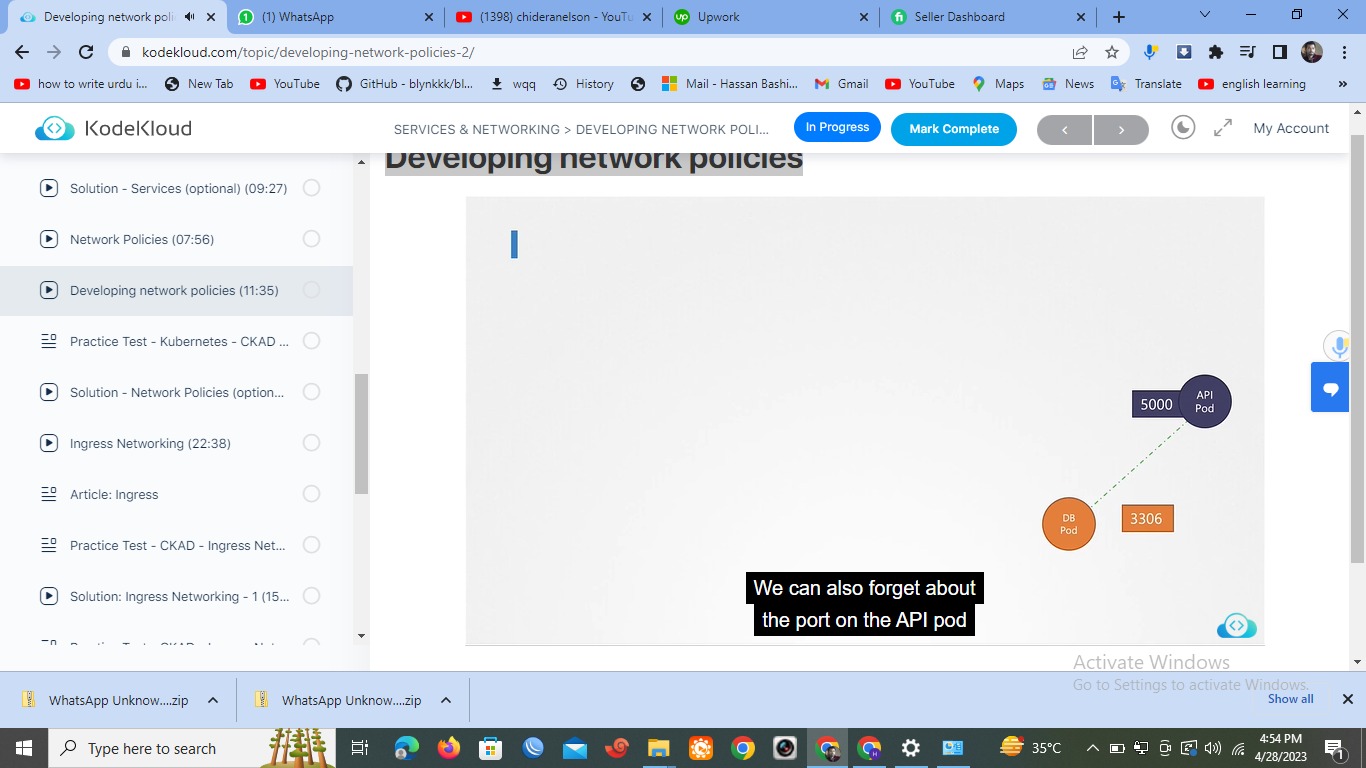 Developing network poli
(1) WhatsApp
(1398) chideranelson - YouTu
Upwork
Seller Dashboard
kodekloud.com/topic/developing-network-policies-2/
how to write urdu i...
New Tab
YouTube
GitHub - blynkkk/bl...
wqq
History
Mail - Hassan Bashi...
Gmail
YouTube
Maps
News
Translate
english learning
»
KodeKloud
SERVICES & NETWORKING > DEVELOPING NETWORK POLI...
In Progress
Mark Complete
My Account
Solution - Services (optional) (09:27)
Network Policies (07:56)
Developing network policies (11:35)
Practice Test - Kubernetes - CKAD ...
Solution - Network Policies (option...
Ingress Networking (22:38)
Article: Ingress
Practice Test - CKAD - Ingress Net...
Solution: Ingress Networking - 1 (15...
Developing network policies
5000
API
Pod
DB
Pod
3306
We can also forget about
the port on the API pod
Activate Windows
Go to Settings to activate Windows.
WhatsApp Unknow....zip
WhatsApp Unknow....zip
Show all
Type here to search
35°C
4:54 PM
4/28/2023
1